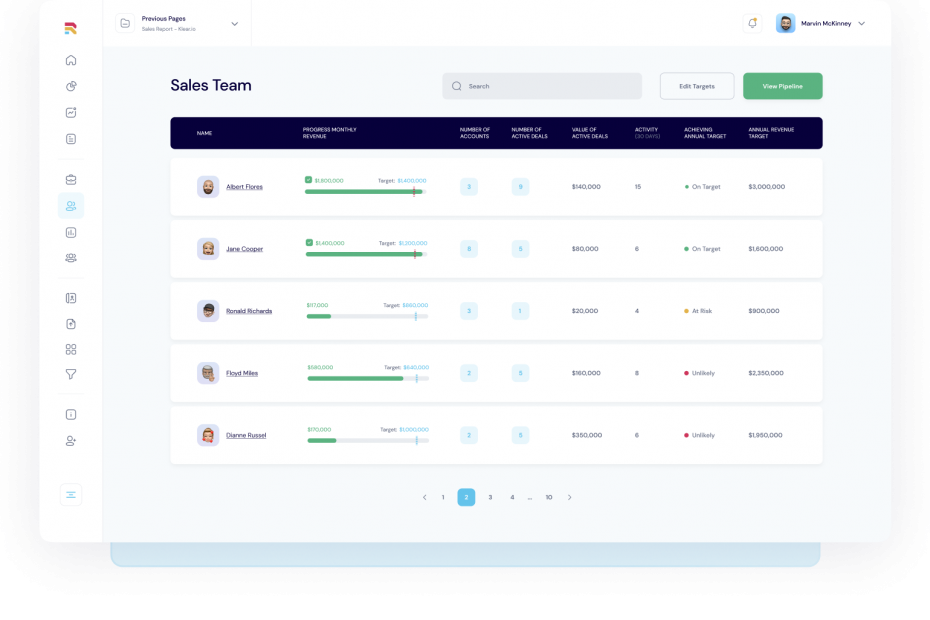 Previous Pages
Sales Report - Klear.io
Marvin McKinney
Sales Team
Search
Edit Targets
View Pipeline
NAME
PROGRESS MONTHLY
REVENUE
NUMBER OF
ACCOUNTS
NUMBER OF
ACTIVE DEALS
VALUE OF
ACTIVE DEALS
ACTIVITY
(30 DAYS)
ACHIEVING
ANNUAL TARGET
ANNUAL REVENUE
TARGET
Albert Flores
$1,500,000 Target: $1,400,000
3
9
$140,000
15
On Target
$3,000,000
Jane Cooper
$1,400,000 Target: $1,200,000
5
$80,000
6
On Target
$1,600,000
Ronald Richards
$117,000 Target:
1
$20,000
4
At Risk
$900,000
Floyd Miles
$580,000 Target: $640,000
2
5
$160,000
8
Unlikely
$2,350,000
Dianne Russel
$170,000 Target: $1,000,000
2
5
$350,000
6
Unlikely
$1,950,000
1 2 3 4 ... 10